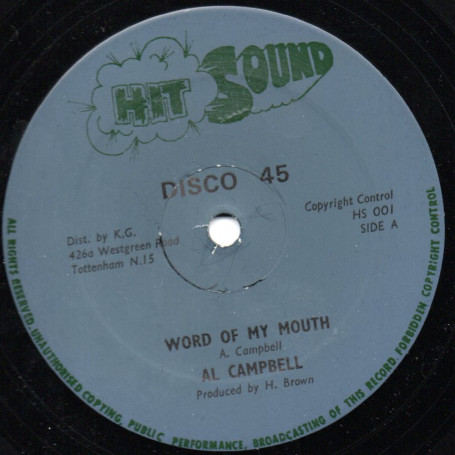 HIT SOUND
DISCO 45
Dist. by K.G.
426a Westgreen Road
Tottenham N.15
Copyright Control
HS 001
SIDE A
WORD OF MY MOUTH
A. Campbell
AL CAMPBELL
Produced by H. Brown
ALL RIGHTS RESERVED. UNAUTHORISED COPYING, PUBLIC PERFORMANCE, BROADCASTING OF THIS RECORD, FORBIDDEN COPYRIGHT CONTROL